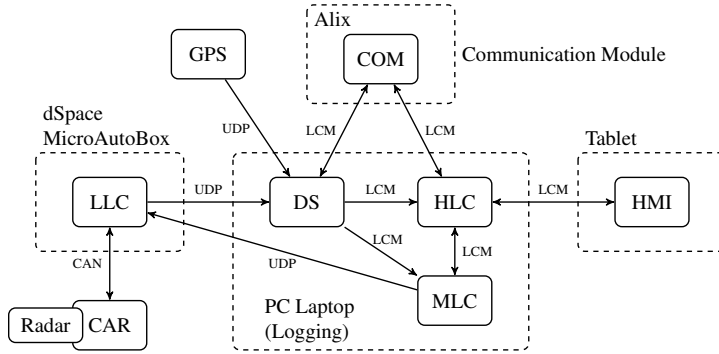 Alix
GPS
COM
Communication Module
UDP
LCM
LCM
dSpace
MicroAutoBox
Tablet
LLC
UDP
DS
LCM
HLC
LCM
HMI
LCM
LCM
UDP
CAN
MLC
PC Laptop
(Logging)
Radar
CAR